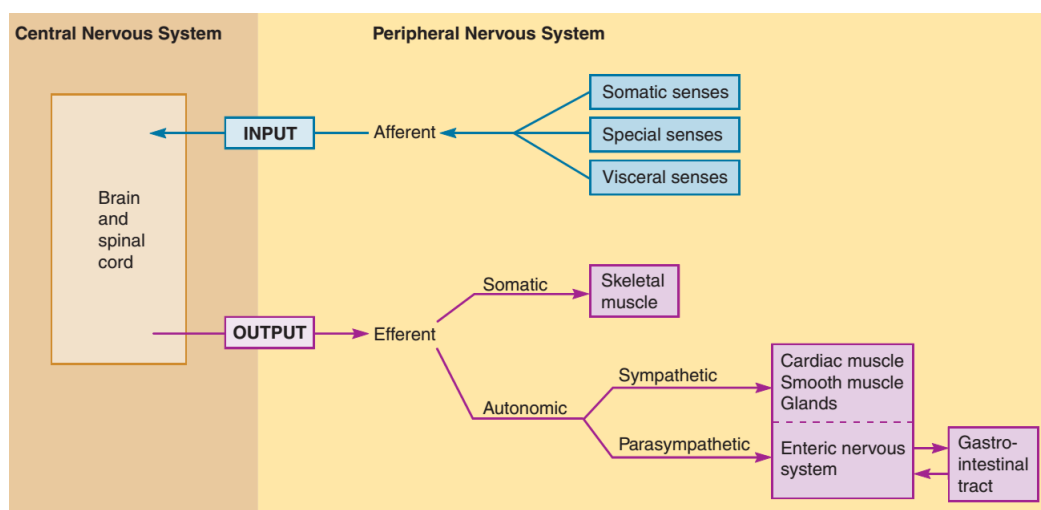 Central Nervous System
Peripheral Nervous System
Somatic senses
INPUT
Afferent
Special senses
Visceral senses
Brain
and
spinal
cord
Somatic
Skeletal
muscle
OUTPUT
Efferent
Sympathetic
Cardiac muscle
Smooth muscle
Glands
Autonomic
Parasympathetic
Enteric nervous
system
Gastro-
intestinal
tract